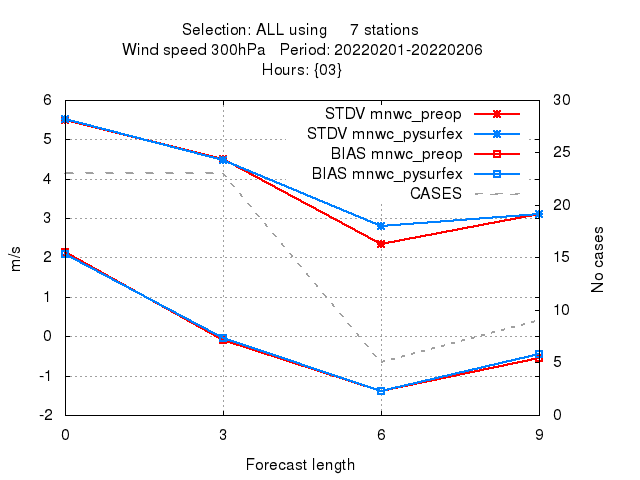 Selection: ALL using     7 stations
Wind speed 300hPa   Period: 20220201-20220206
Hours: {03}
STDV mnwc_preop
STDV mnwc_pysurfex
BIAS mnwc_preop
BIAS mnwc_pysurfex
CASES
6
5
4
3
2
1
0
-1
-2
m/s
30
25
20
15
10
5
0
No cases
0 3 6 9
Forecast length